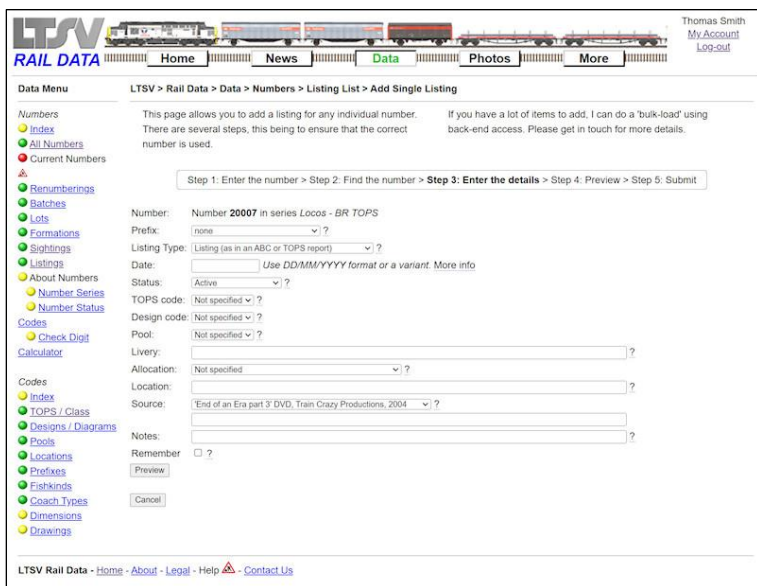 LTSV
RAIL DATA
Home
News
Data
Photos
More
Thomas Smith
My Account
Log-out
Data Menu
Numbers
Index
All Numbers
Current Numbers
Renumberings
Batches
Lots
Formations
Sightings
Listings
About Numbers
Number Series
Number Status
Codes
Check Digit
Calculator
Codes
Index
TOPS / Class
Designs / Diagrams
Pools
Locations
Prefixes
Fishkinds
Coach Types
Dimensions
Drawings
LTSV > Rail Data > Data > Numbers > Listing List > Add Single Listing
This page allows you to add a listing for any individual number.
There are several steps, this being to ensure that the correct
number is used.
If you have a lot of items to add, I can do a 'bulk-load' using
back-end access. Please get in touch for more details.
Step 1: Enter the number > Step 2: Find the number > Step 3: Enter the details > Step 4: Preview > Step 5: Submit
Number: Number 20007 in series Locos - BR TOPS
Prefix: none ?
Listing Type: Listing (as in an ABC or TOPS report) ?
Date: Use DD/MM/YYYY format or a variant. More info
Status: Active ?
TOPS code: Not specified ?
Design code: Not specified ?
Pool: Not specified ?
Livery: ?
Allocation: Not specified ?
Location: ?
Source: 'End of an Era part 3' DVD, Train Crazy Productions, 2004 ?
Notes: ?
Remember ?
Preview
Cancel
LTSV Rail Data - Home - About - Legal - Help - Contact Us